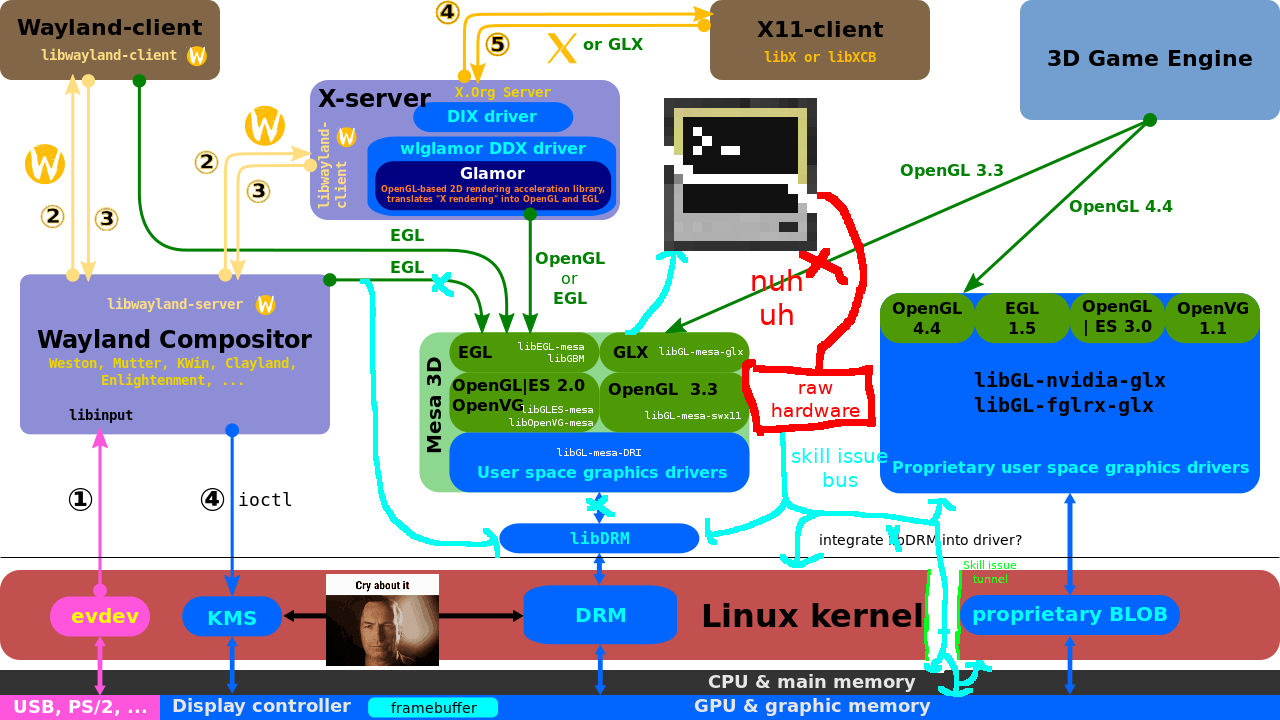 Wayland-client
libwayland-client
④
⑤
X or GLX
X11-client
libX or libXCB
3D Game Engine
X-server
X.Org Server
DIX driver
libwayland-
client
wlglamor DDX driver
Glamor
OpenGL-based 2D rendering acceleration library,
translates "X rendering" into OpenGL and EGL
②
③
②
③
OpenGL 3.3
OpenGL 4.4
EGL
EGL
OpenGL
or
EGL
nuh
uh
libwayland-server
Wayland Compositor
Weston, Mutter, KWin, Clayland,
Enlightenment, ...
libinput
Mesa 3D
EGL
libEGL-mesa
libGBM
GLX
libGL-mesa-glx
OpenGL|ES 2.0
OpenVG
libGLES-mesa
libOpenVG-mesa
OpenGL 3.3
libGL-mesa-swx11
libGL-mesa-DRI
User space graphics drivers
raw
hardware
skill issue
bus
OpenGL
4.4
EGL
1.5
OpenGL
| ES 3.0
OpenVG
1.1
libGL-nvidia-glx
libGL-fglrx-glx
Proprietary user space graphics drivers
①
④
ioctl
libDRM
integrate libDRM into driver?
Skill issue
tunnel
Cry about it
evdev
KMS
DRM
Linux kernel
proprietary BLOB
CPU & main memory
USB, PS/2, ...
Display controller
framebuffer
GPU & graphic memory